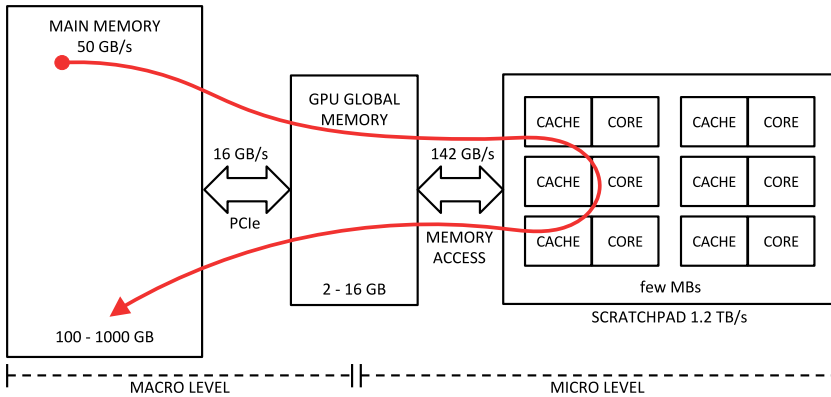 MAIN MEMORY
50 GB/s
100 - 1000 GB
16 GB/s
PCIe
GPU GLOBAL
MEMORY
2 - 16 GB
142 GB/s
MEMORY
ACCESS
CACHE CORE CACHE CORE
CACHE CORE CACHE CORE
CACHE CORE CACHE CORE
few MBs
SCRATCHPAD 1.2 TB/s
MACRO LEVEL
MICRO LEVEL